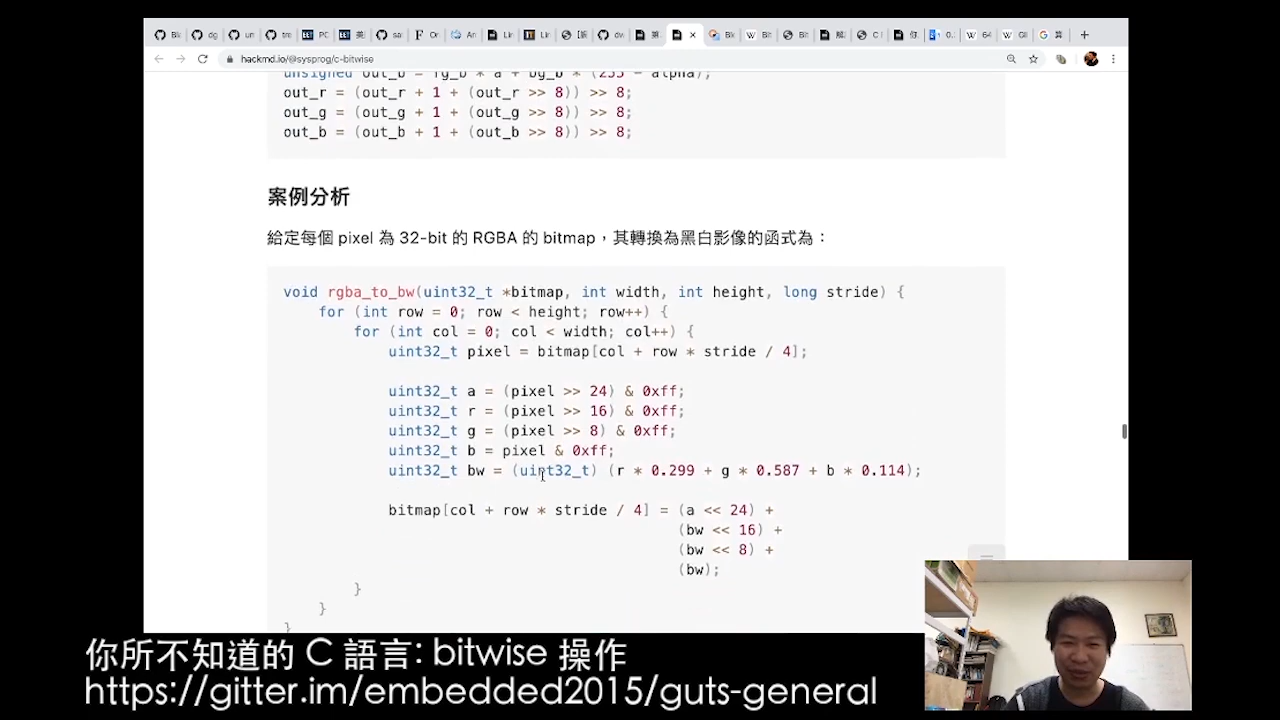 hackmd.io/@sysprog/c-bitwise
unsigned out_b = fg_b * a + bg_b * (255 - alpha);
out_r = (out_r + 1 + (out_r >> 8)) >> 8;
out_g = (out_g + 1 + (out_g >> 8)) >> 8;
out_b = (out_b + 1 + (out_b >> 8)) >> 8;
案例分析
給定每個 pixel 為 32-bit 的 RGBA 的 bitmap，其轉換為黑白影像的函式為：
void rgba_to_bw(uint32_t *bitmap, int width, int height, long stride) {
for (int row = 0; row < height; row++) {
for (int col = 0; col < width; col++) {
uint32_t pixel = bitmap[col + row * stride / 4];
uint32_t a = (pixel >> 24) & 0xff;
uint32_t r = (pixel >> 16) & 0xff;
uint32_t g = (pixel >> 8) & 0xff;
uint32_t b = pixel & 0xff;
uint32_t bw = (uint32_t) (r * 0.299 + g * 0.587 + b * 0.114);
bitmap[col + row * stride / 4] = (a << 24) +
(bw << 16) +
(bw << 8) +
(bw);
}
}
}
你所不知道的 C 語言: bitwise 操作
https://gitter.im/embedded2015/guts-general